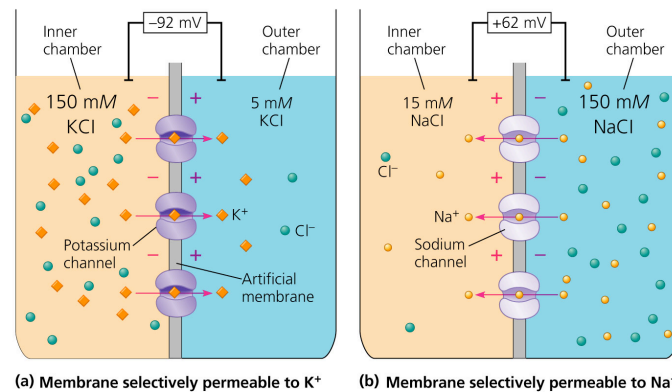 −92 mV
Inner
chamber
Outer
chamber
150 mM
KCl
5 mM
KCl
K+
Cl−
Potassium
channel
Artificial
membrane
(a) Membrane selectively permeable to K+
+62 mV
Inner
chamber
Outer
chamber
15 mM
NaCl
150 mM
NaCl
Cl−
Na+
Sodium
channel
(b) Membrane selectively permeable to Na